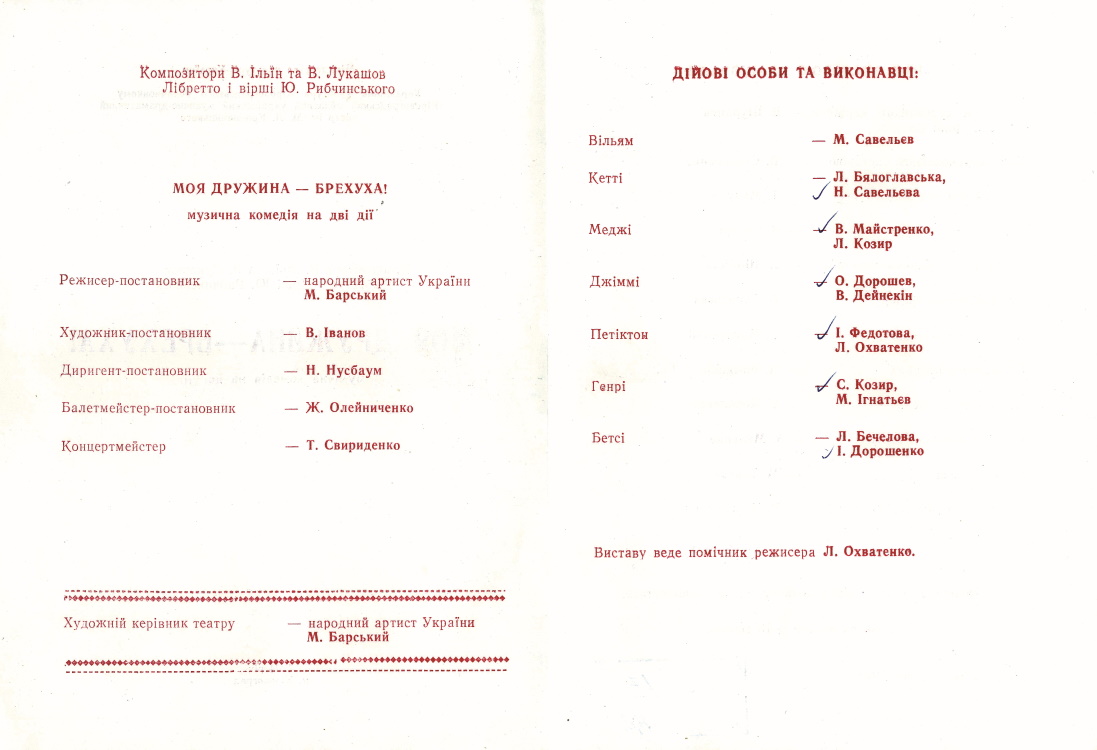 Композитори В. Ільїн та В. Лукашов
Лібретто і вірші Ю. Рибчинського
МОЯ ДРУЖИНА — БРЕХУХА!
музична комедія на дві дії
Режисер-постановник — народний артист України
М. Барський
Художник-постановник — В. Іванов
Диригент-постановник — Н. Нусбаум
Балетмейстер-постановник — Ж. Олейниченко
Концертмейстер — Т. Свириденко
Художній керівник театру — народний артист України
М. Барський
ДІЙОВІ ОСОБИ ТА ВИКОНАВЦІ:
Вільям — М. Савельєв
Кетті — Л. Бялоглавська,
Н. Савельєва
Меджі — В. Майстренко,
Л. Козир
Джіммі — О. Дорошев,
В. Дейнекін
Петіктон — І. Федотова,
Л. Охватенко
Генрі — С. Козир,
М. Ігнатьєв
Бетсі — Л. Бечелова,
І. Дорошенко
Виставу веде помічник режисера Л. Охватенко.